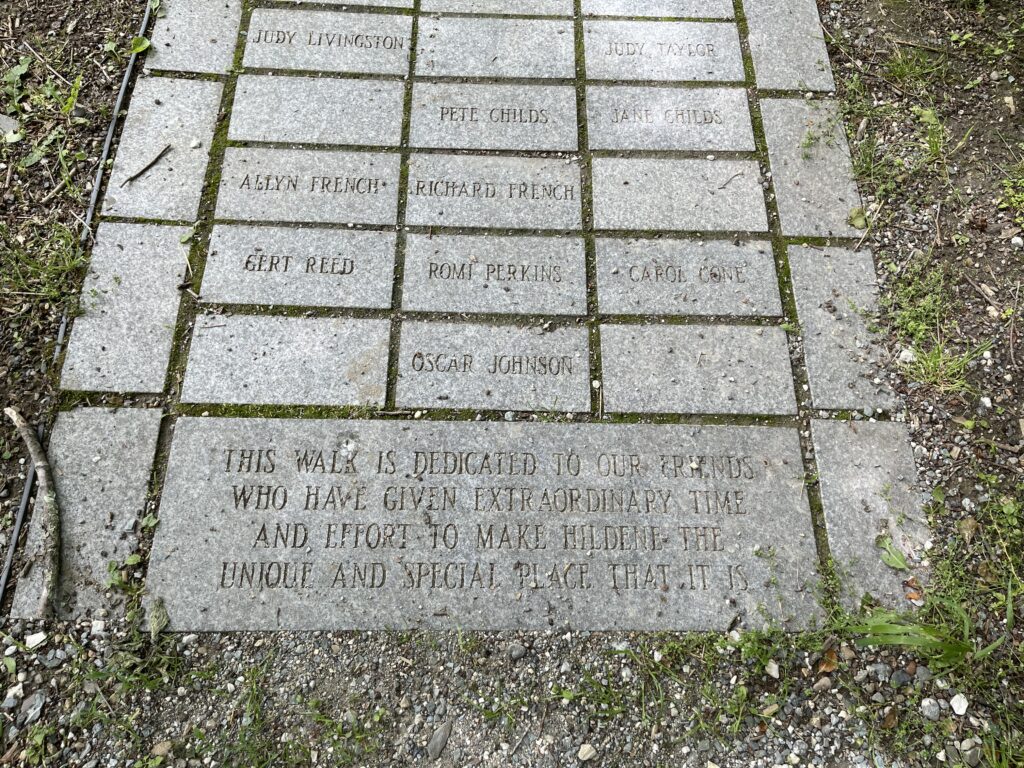 JUDY LIVINGSTON
JUDY TAYLOR
PETE CHILDS
JANE CHILDS
ALLYN FRENCH
RICHARD FRENCH
GERT REED
ROMI PERKINS
CAROL CONE
OSCAR JOHNSON
THIS WALK IS DEDICATED TO OUR FRIENDS
WHO HAVE GIVEN EXTRAORDINARY TIME
AND EFFORT TO MAKE HILDENE THE
UNIQUE AND SPECIAL PLACE THAT IT IS